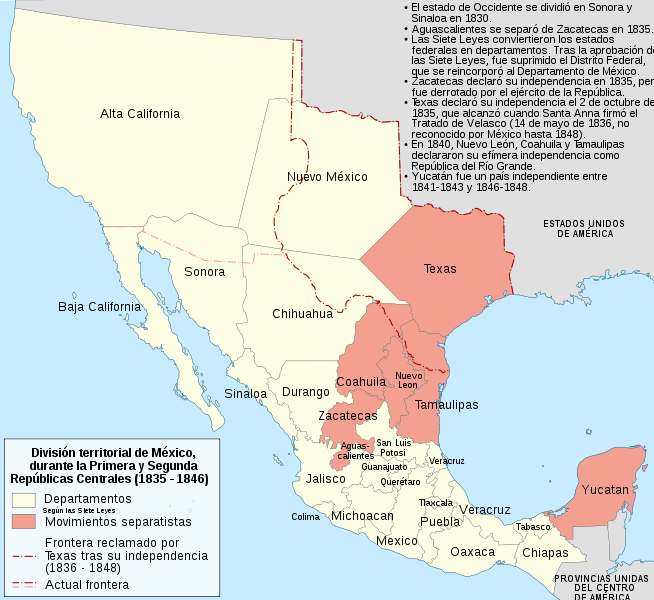 • El estado de Occidente se dividió en Sonora y
Sinaloa en 1830.
• Aguascalientes se separó de Zacatecas en 1835.
• Las Siete Leyes convirtieron los estados
federales en departamentos. Tras la aprobación de
las Siete Leyes, fue suprimido el Distrito Federal,
que se reincorporó al Departamento de México.
• Zacatecas declaró su independencia en 1835, per
fue derrotado por el ejército de la República.
• Texas declaró su independencia el 2 de octubre de
1835, que alcanzó cuando Santa Anna firmó el
Tratado de Velasco (14 de mayo de 1836, no
reconocido por México hasta 1848).
• En 1840, Nuevo León, Coahuila y Tamaulipas
declararon su efímera independencia como
República del Río Grande.
• Yucatán fue un país independiente entre
1841-1843 y 1846-1848.
Alta California
Nuevo México
ESTADOS UNIDOS
DE AMÉRICA
Texas
Sonora
Baja California
Chihuahua
Sinaloa
Durango
Coahuila
Nuevo
Leon
Tamaulipas
Zacatecas
Aguas-
calientes
San Luis
Potosi
Guanajuato
Veracruz
Jalisco
Querétaro
Yucatan
Colima
Michoacan
Tlaxcala
Puebla
Veracruz
Tabasco
Mexico
Oaxaca
Chiapas
PROVINCIAS UNIDAS
DEL CENTRO
DE AMÉRICA
División territorial de México,
durante la Primera y Segunda
Repúblicas Centrales (1835 - 1846)
Departamentos
Según las Siete Leyes
Movimientos separatistas
Frontera reclamado por
Texas tras su independencia
(1836 - 1848)
Actual frontera